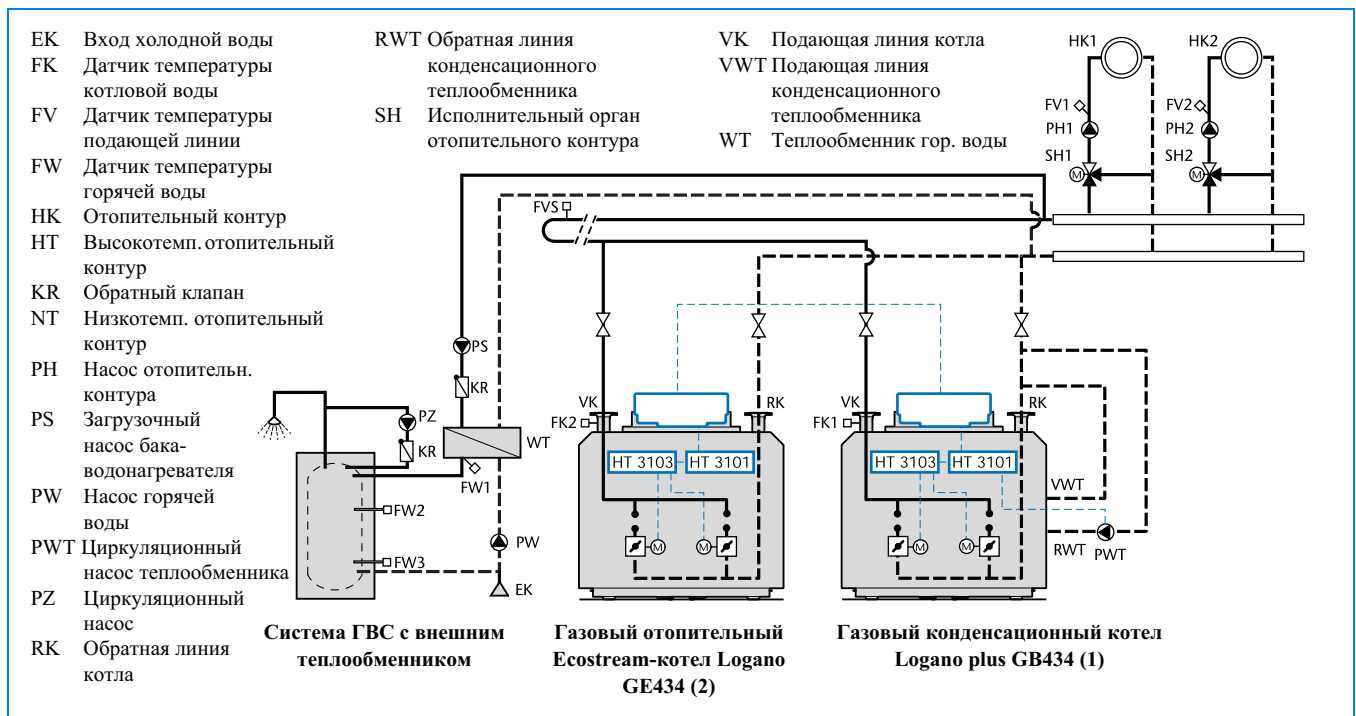 EK Вход холодной воды
FK Датчик температуры
котловой воды
FV Датчик температуры
подающей линии
FW Датчик температуры
горячей воды
HK Отопительный контур
HT Высокотемп. отопительный
контур
KR Обратный клапан
NT Низкотемп. отопительный
контур
PH Насос отопительн.
контура
PS Загрузочный
насос бака-
водонагревателя
PW Насос горячей
воды
PWT Циркуляционный
насос теплообменника
PZ Циркуляционный
насос
RK Обратная линия
котла
RWT Обратная линия
конденсационного
теплообменника
SH Исполнительный орган
отопительного контура
VK Подающая линия котла
VWT Подающая линия
конденсационного
теплообменника
WT Теплообменник гор. воды
HK1
HK2
FV1
FV2
PH1
PH2
SH1
SH2
M
M
FVS
PS
KR
PZ
KR
WT
FW1
FW2
FW3
PW
EK
VK
RK
FK2
HT 3103
HT 3101
M
M
VK
RK
FK1
HT 3103
HT 3101
M
M
VWT
RWT
PWT
Система ГВС с внешним
теплообменником
Газовый отопительный
Ecostream-котел Logano
GE434 (2)
Газовый конденсационный котел
Logano plus GB434 (1)